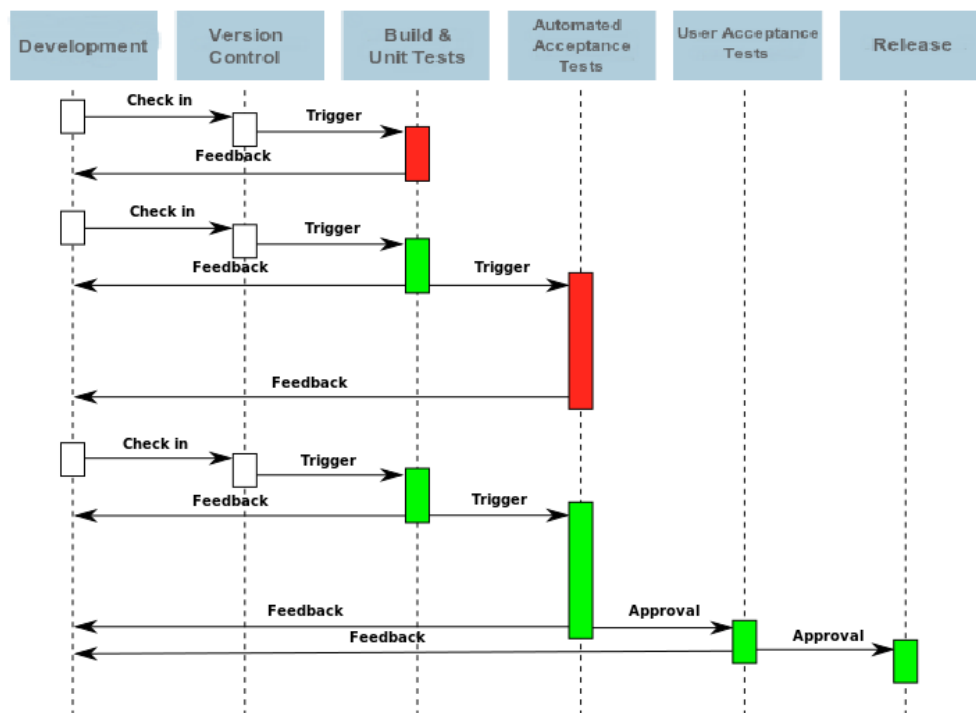 Development
Version
Control
Build &
Unit Tests
Automated
Acceptance
Tests
User Acceptance
Tests
Release
Check in
Trigger
Feedback
Check in
Trigger
Feedback
Trigger
Feedback
Check in
Trigger
Feedback
Trigger
Feedback
Approval
Feedback
Approval